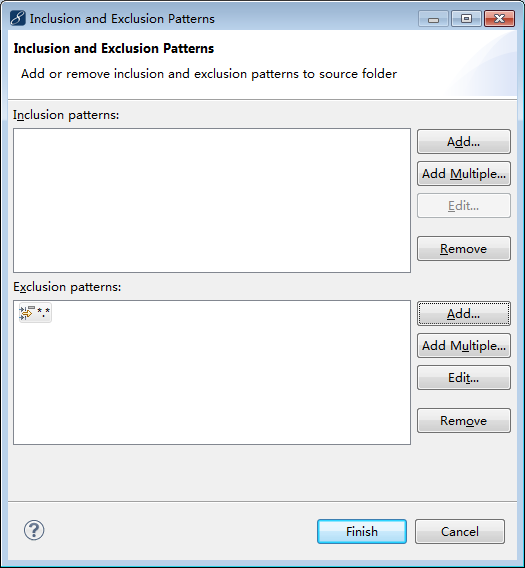 Inclusion and Exclusion Patterns
Inclusion and Exclusion Patterns
Add or remove inclusion and exclusion patterns to source folder
Inclusion patterns:
Add...
Add Multiple...
Edit...
Remove
Exclusion patterns:
*.*
Add...
Add Multiple...
Edit...
Remove
?
Finish
Cancel